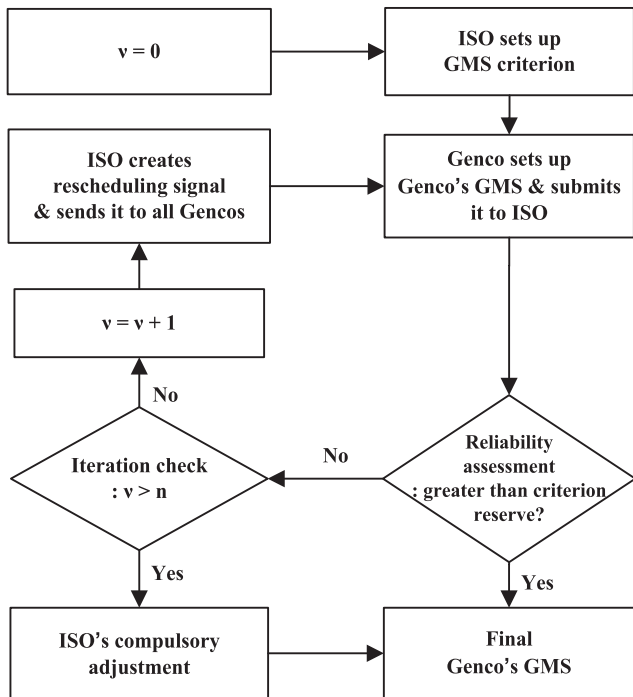 ν = 0
ISO sets up
GMS criterion
ISO creates
rescheduling signal
& sends it to all Gencos
Genco sets up
Genco's GMS & submits
it to ISO
ν = ν + 1
No
Iteration check
: ν > n
No
Reliability
assessment
: greater than criterion
reserve?
Yes
Yes
ISO's compulsory
adjustment
Final
Genco's GMS